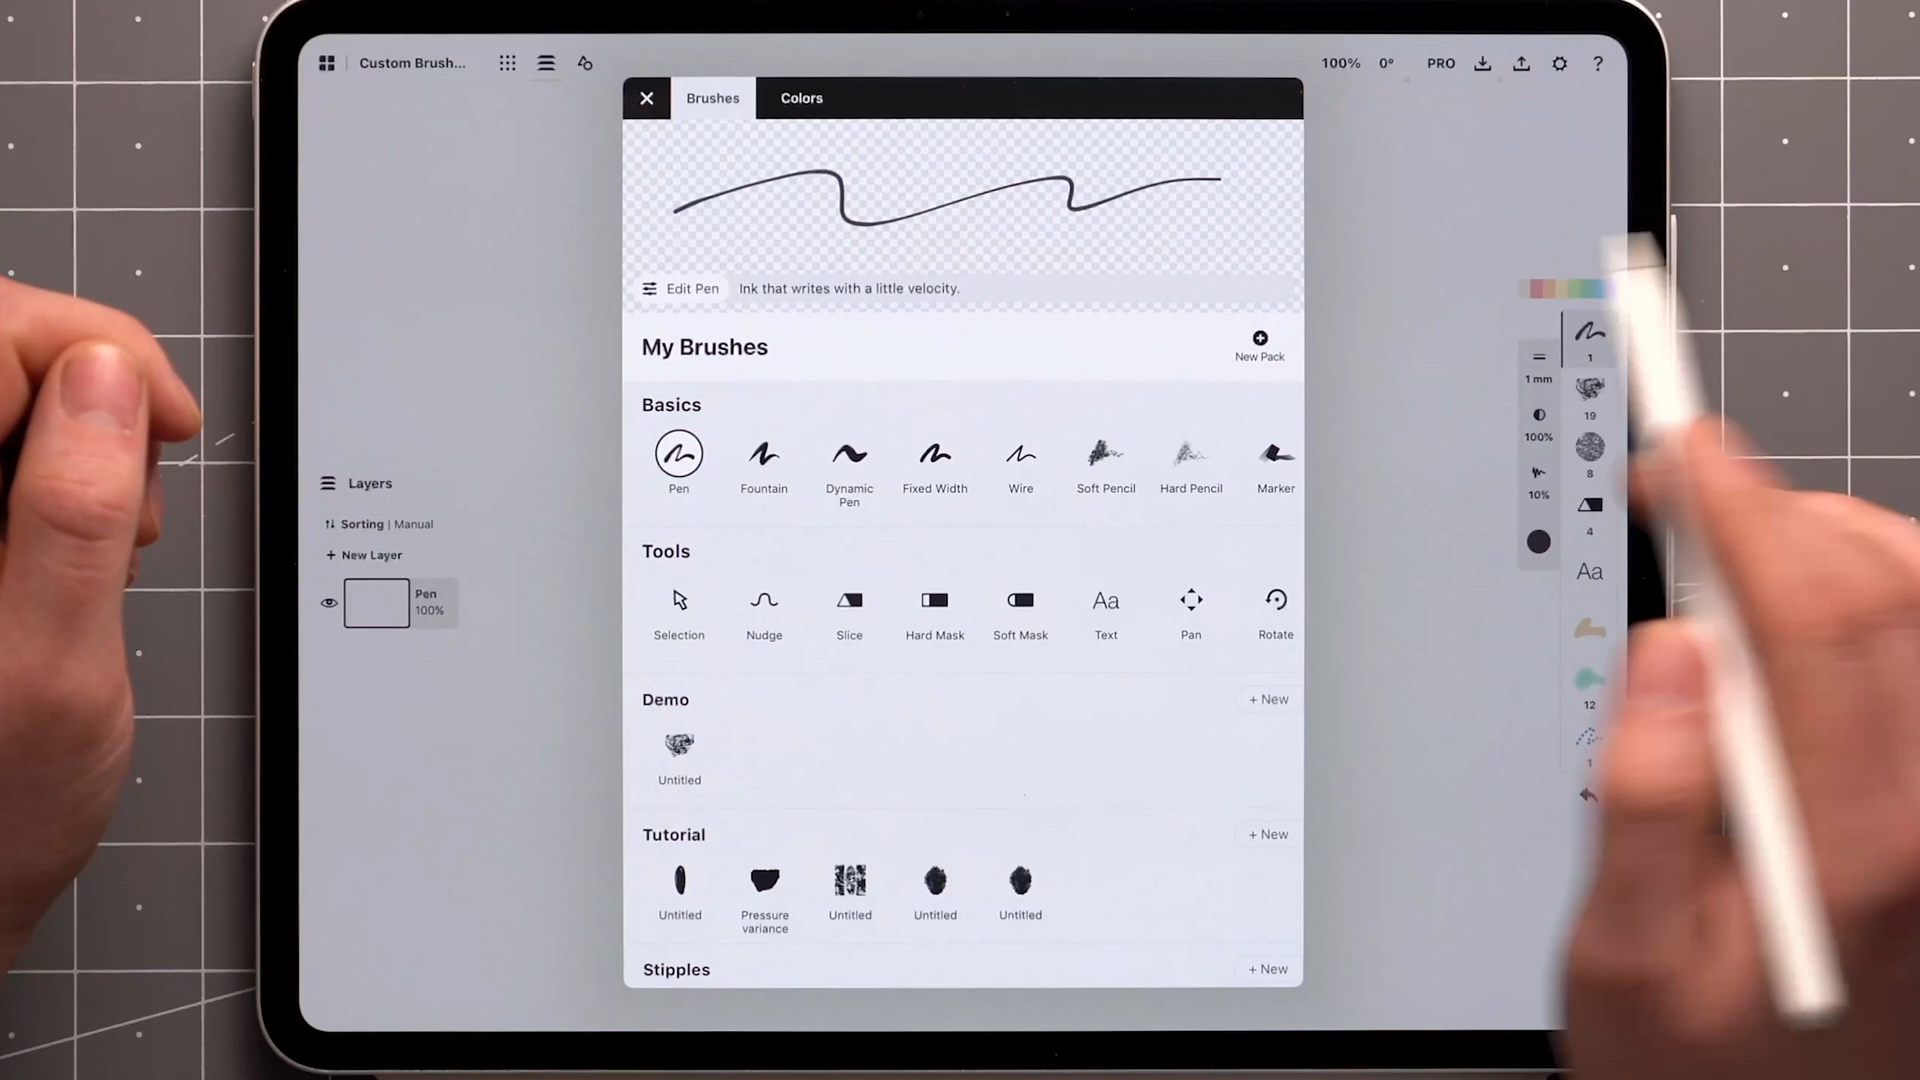 Custom Brush...
100% 0° PRO ?
Brushes Colors
Edit Pen Ink that writes with a little velocity.
My Brushes
New Pack
Basics
Pen
Fountain
Dynamic
Pen
Fixed Width
Wire
Soft Pencil
Hard Pencil
Marker
Tools
Aa
Selection
Nudge
Slice
Hard Mask
Soft Mask
Text
Pan
Rotate
Demo
+ New
Untitled
Tutorial
+ New
Untitled
Pressure
variance
Untitled
Untitled
Untitled
Stipples
+ New
Layers
Sorting | Manual
+ New Layer
Pen
100%
1 mm
100%
10%
1
19
8
4
Aa
12
1